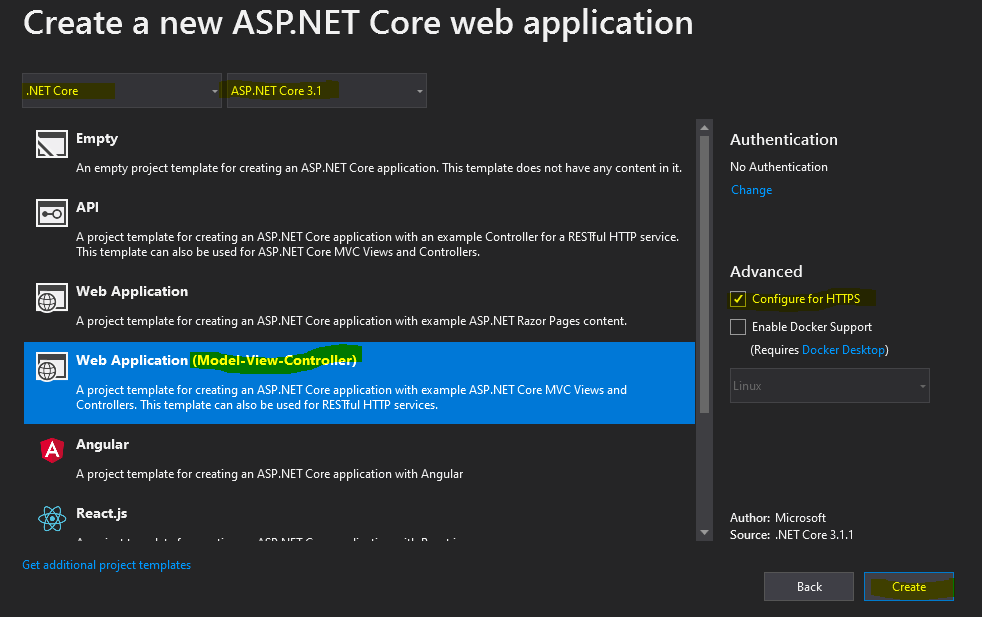 Create a new ASP.NET Core web application
.NET Core
ASP.NET Core 3.1
Empty
An empty project template for creating an ASP.NET Core application. This template does not have any content in it.
API
A project template for creating an ASP.NET Core application with an example Controller for a RESTful HTTP service.
This template can also be used for ASP.NET Core MVC Views and Controllers.
Web Application
A project template for creating an ASP.NET Core application with example ASP.NET Razor Pages content.
Web Application (Model-View-Controller)
A project template for creating an ASP.NET Core application with example ASP.NET Core MVC Views and
Controllers. This template can also be used for RESTful HTTP services.
Angular
A project template for creating an ASP.NET Core application with Angular
React.js
Get additional project templates
Authentication
No Authentication
Change
Advanced
Configure for HTTPS
Enable Docker Support
(Requires Docker Desktop)
Linux
Author: Microsoft
Source: .NET Core 3.1.1
Back
Create